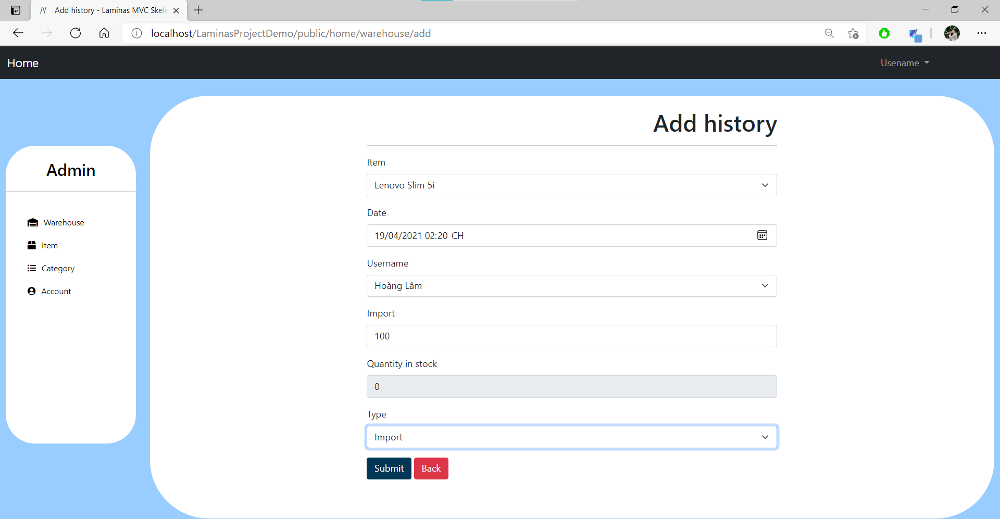 Add history - Laminas MVC Skele
localhost/LaminasProjectDemo/public/home/warehouse/add
Home
Usename
Add history
Admin
Warehouse
Item
Category
Account
Item
Lenovo Slim 5i
Date
19/04/2021 02:20 CH
Username
Hoàng Lâm
Import
100
Quantity in stock
0
Type
Import
Submit
Back